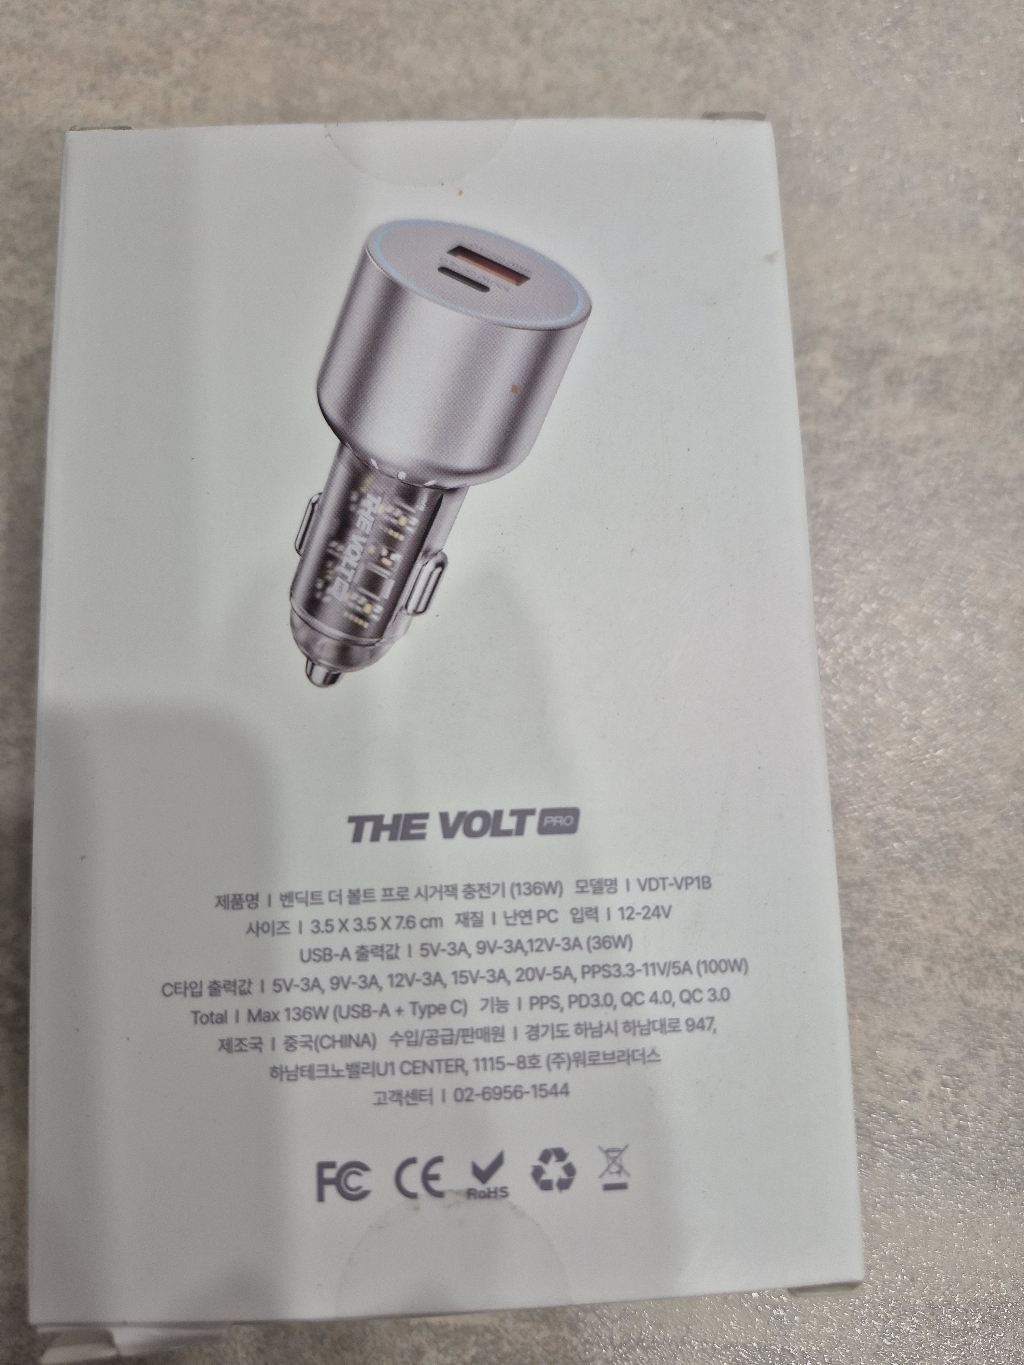 THE VOLT
THE VOLT PRO
제품명 I 벤딕트 더 볼트 프로 시거잭 충전기 (136W) 모델명 I VDT-VP1B
사이즈 I 3.5 X 3.5 X 7.6 cm 재질 I 난연 PC 입력 I 12-24V
USB-A 출력값 I 5V-3A, 9V-3A,12V-3A (36W)
C타입 출력값 I 5V-3A, 9V-3A, 12V-3A, 15V-3A, 20V-5A, PPS3.3-11V/5A (100W)
Total I Max 136W (USB-A + Type C) 기능 I PPS, PD3.0, QC 4.0, QC 3.0
제조국 I 중국(CHINA) 수입/공급/판매원 I 경기도 하남시 하남대로 947,
하남테크노밸리U1 CENTER, 1115~8호 (주)워로브라더스
고객센터 I 02-6956-1544
FC CE RoHS